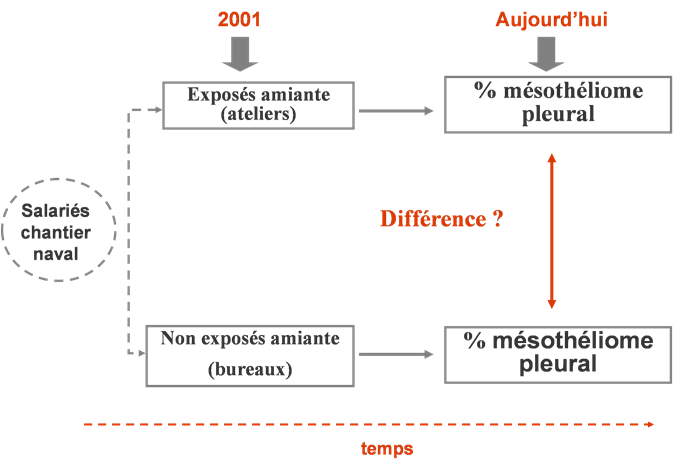 2001
Aujourd’hui
Exposés amiante
(ateliers)
% mésothéliome
pleural
Salariés
chantier
naval
Différence ?
Non exposés amiante
(bureaux)
% mésothéliome
pleural
temps